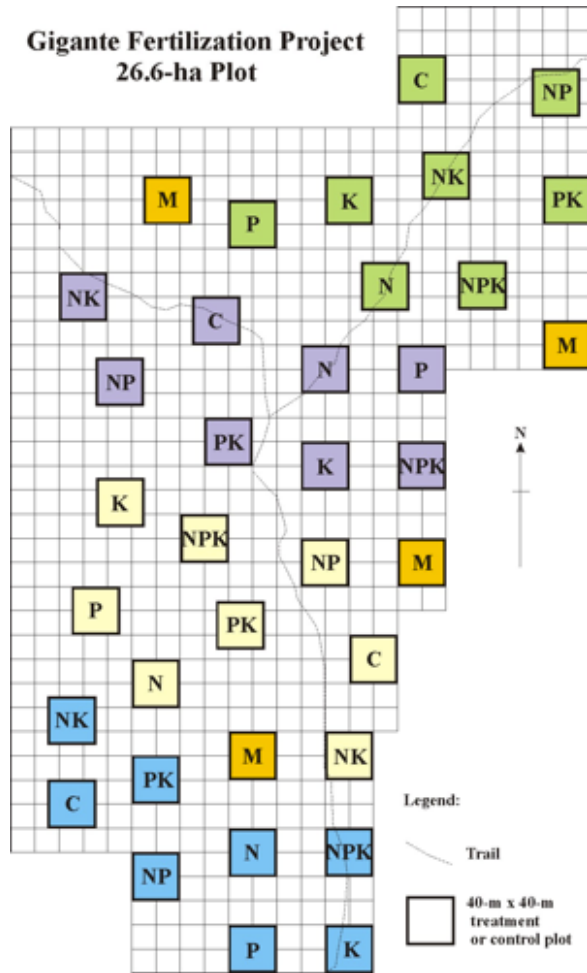 Gigante Fertilization Project
26.6-ha Plot
C
NP
NK
M
K
PK
P
N
NPK
NK
C
M
N
P
NP
PK
K
NPK
K
NPK
NP
M
P
PK
C
N
NK
M
NK
PK
C
N
NPK
NP
P
K
N
Legend:
Trail
40-m x 40-m
treatment
or control plot